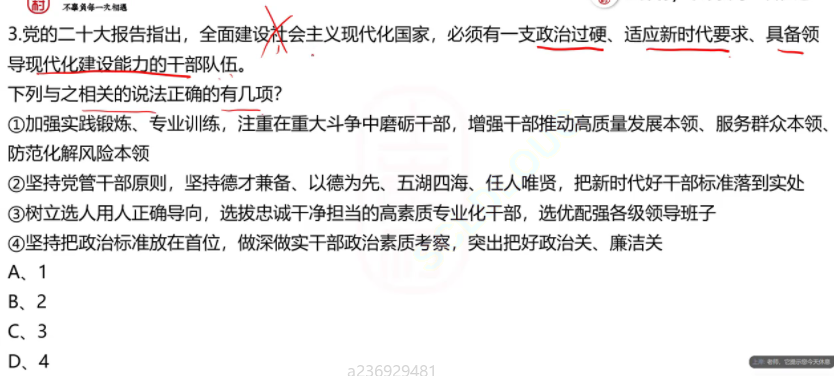 村
不辜负每一次相遇
3.党的二十大报告指出，全面建设社会主义现代化国家，必须有一支政治过硬、适应新时代要求、具备领
导现代化建设能力的干部队伍。
下列与之相关的说法正确的有几项？
①加强实践锻炼、专业训练，注重在重大斗争中磨砺干部，增强干部推动高质量发展本领、服务群众本领、
防范化解风险本领
②坚持党管干部原则，坚持德才兼备、以德为先、五湖四海、任人唯贤，把新时代好干部标准落到实处
③树立选人用人正确导向，选拔忠诚干净担当的高素质专业化干部，选优配强各级领导班子
④坚持把政治标准放在首位，做深做实干部政治素质考察，突出把好政治关、廉洁关
A、1
B、2
C、3
D、4
a236929481